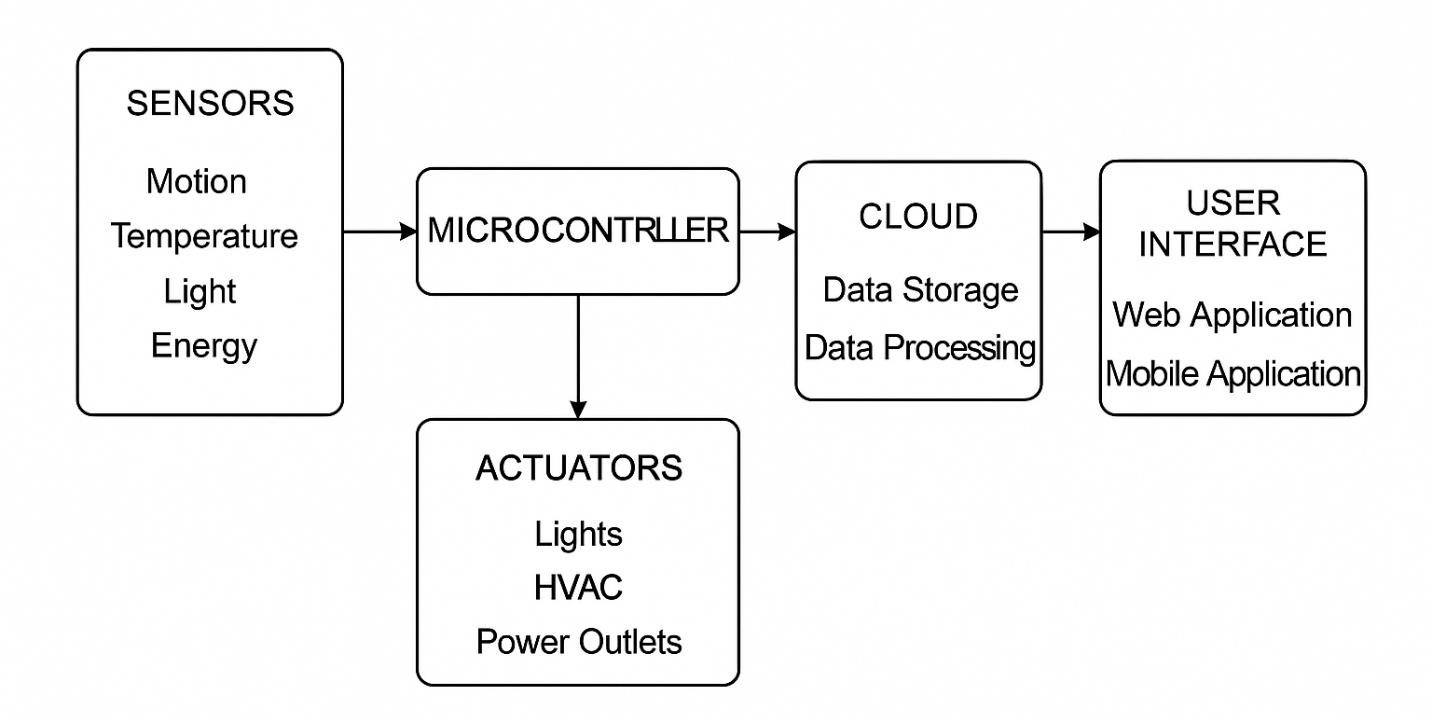 SENSORS
Motion
Temperature
Light
Energy
MICROCONTRLLER
CLOUD
Data Storage
Data Processing
USER
INTERFACE
Web Application
Mobile Application
ACTUATORS
Lights
HVAC
Power Outlets